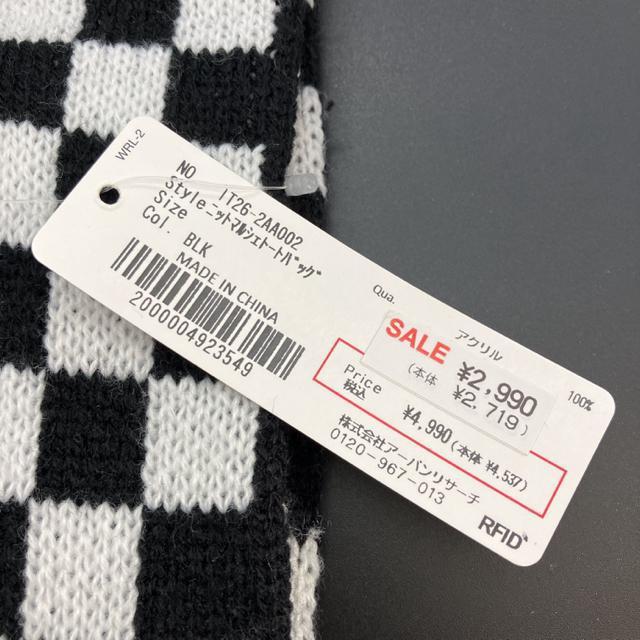 WRL-2
NO IT26-2AA002
Style ニットマルシェトートバッグ
Size
Col. BLK
MADE IN CHINA
2000004923549
Qua.
アクリル 100%
SALE ¥2,990
(本体 ¥2,719)
Price
税込 ¥4,990(本体 ¥4,537)
株式会社アーバンリサーチ
0120-967-013
RFID